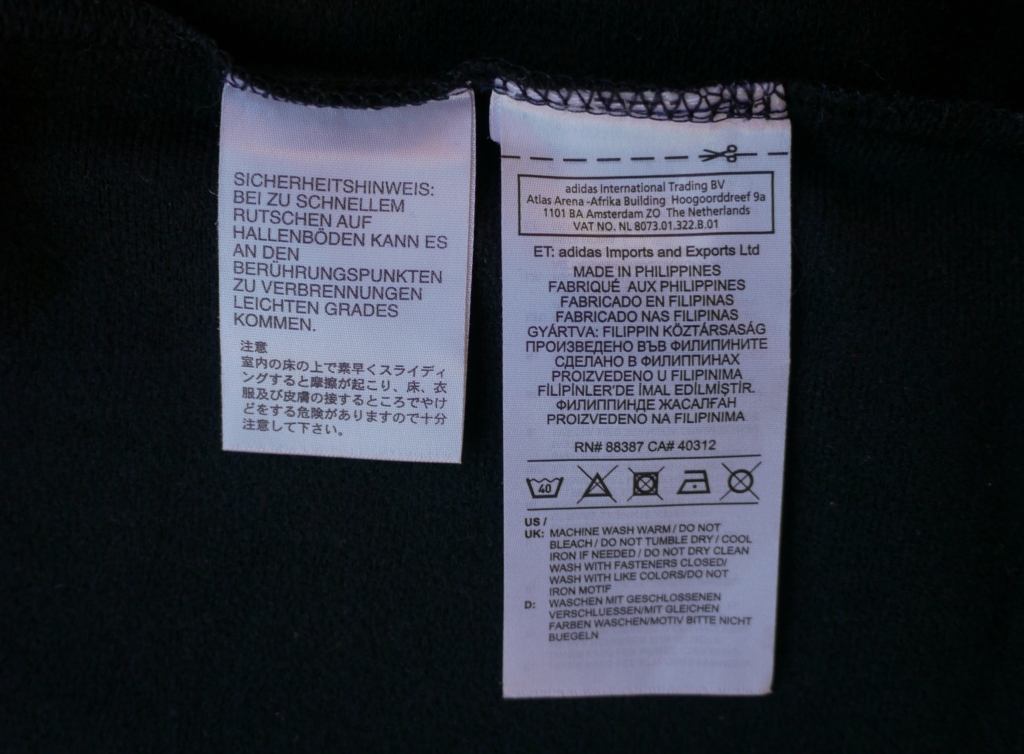 SICHERHEITSHINWEIS:
BEI ZU SCHNELLEM
RUTSCHEN AUF
HALLENBÖDEN KANN ES
AN DEN
BERÜHRUNGSPUNKTEN
ZU VERBRENNUNGEN
LEICHTEN GRADES
KOMMEN.
注意
室内の床の上で素早くスライディ
ングすると摩擦が起こり、床、衣
服及び皮膚の接するところでやけ
どをする危険がありますので十分
注意して下さい。
adidas International Trading BV
Atlas Arena -Afrika Building Hoogoorddreef 9a
1101 BA Amsterdam ZO The Netherlands
VAT NO. NL 8073.01.322.B.01
ET: adidas Imports and Exports Ltd
MADE IN PHILIPPINES
FABRIQUÉ AUX PHILIPPINES
FABRICADO EN FILIPINAS
FABRICADO NAS FILIPINAS
GYÁRTVA: FILIPPIN KÖZTÁRSASÁG
ПРОИЗВЕДЕНО ВЪВ ФИЛИПИНИТЕ
СДЕЛАНО В ФИЛИППИНАХ
PROIZVEDENO U FILIPINIMA
FİLİPİNLER'DE İMAL EDİLMİŞTİR.
ФИЛИППИНДЕ ЖАСАЛҒАН
PROIZVEDENO NA FILIPINIMA
RN# 88387 CA# 40312
40
US /
UK: MACHINE WASH WARM / DO NOT
BLEACH / DO NOT TUMBLE DRY / COOL
IRON IF NEEDED / DO NOT DRY CLEAN
WASH WITH FASTENERS CLOSED/
WASH WITH LIKE COLORS/DO NOT
IRON MOTIF
D: WASCHEN MIT GESCHLOSSENEN
VERSCHLUESSEN/MIT GLEICHEN
FARBEN WASCHEN/MOTIV BITTE NICHT
BUEGELN